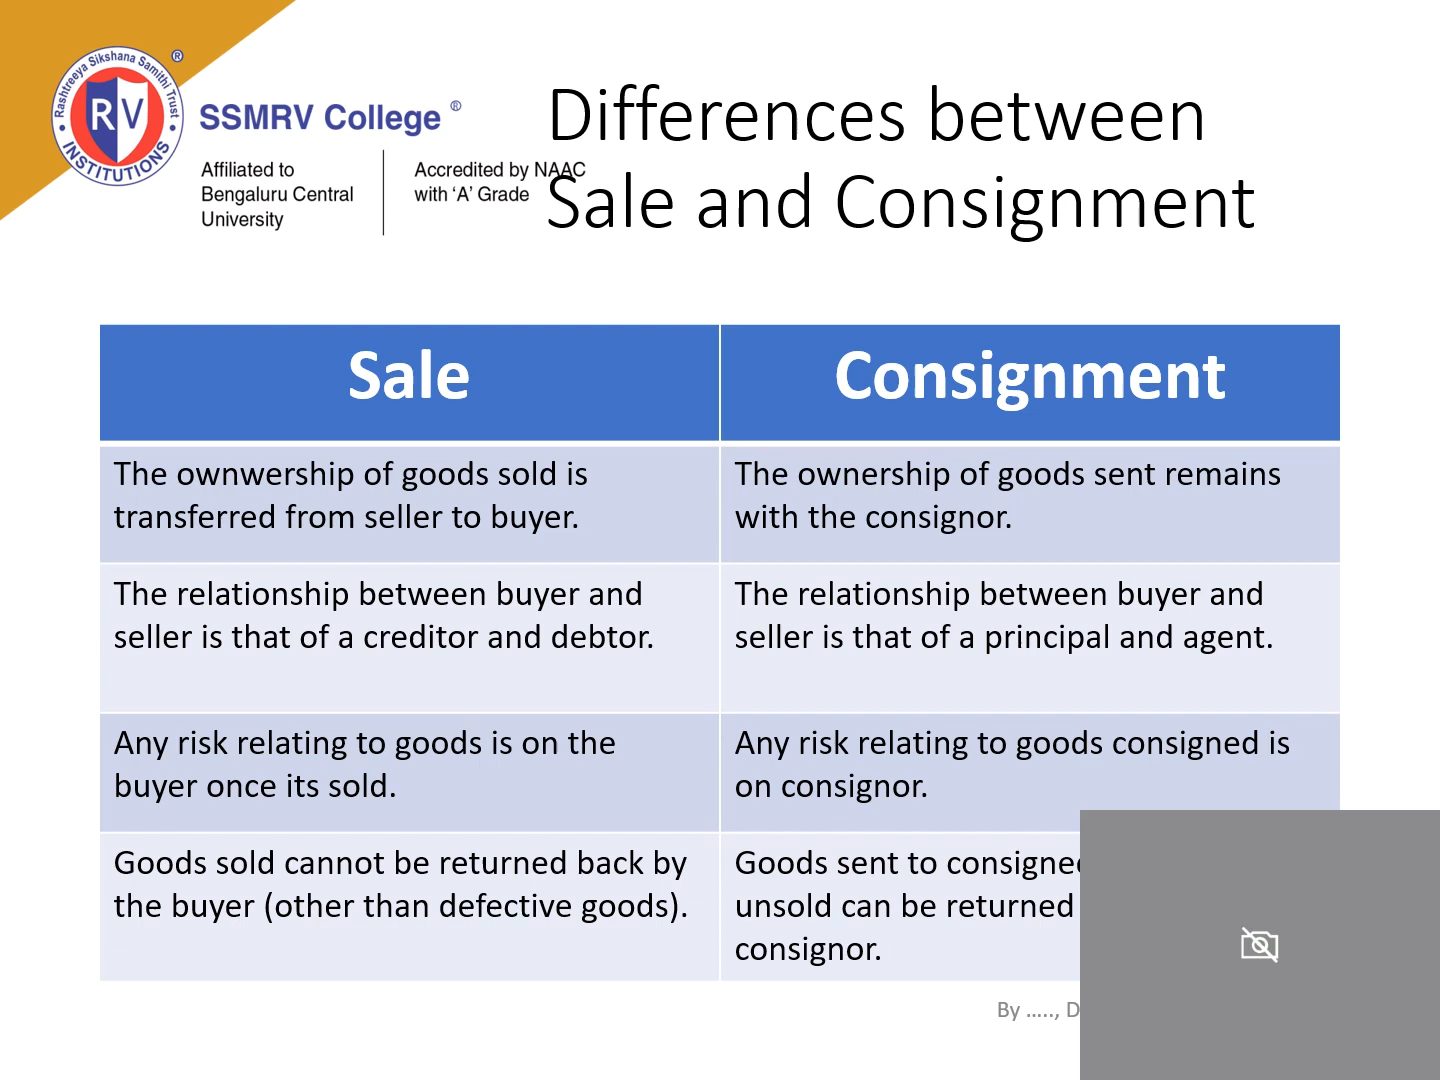 Rashtreeya Sikshana Samithi Trust
®
RV
INSTITUTIONS
SSMRV College ®
Affiliated to
Bengaluru Central
University
Accredited by NAAC
with ‘A’ Grade
Differences between
Sale and Consignment
Sale
Consignment
The ownwership of goods sold is
transferred from seller to buyer.
The ownership of goods sent remains
with the consignor.
The relationship between buyer and
seller is that of a creditor and debtor.
The relationship between buyer and
seller is that of a principal and agent.
Any risk relating to goods is on the
buyer once its sold.
Any risk relating to goods consigned is
on consignor.
Goods sold cannot be returned back by
the buyer (other than defective goods).
Goods sent to
unsold can be returned
consignor.
By .....,